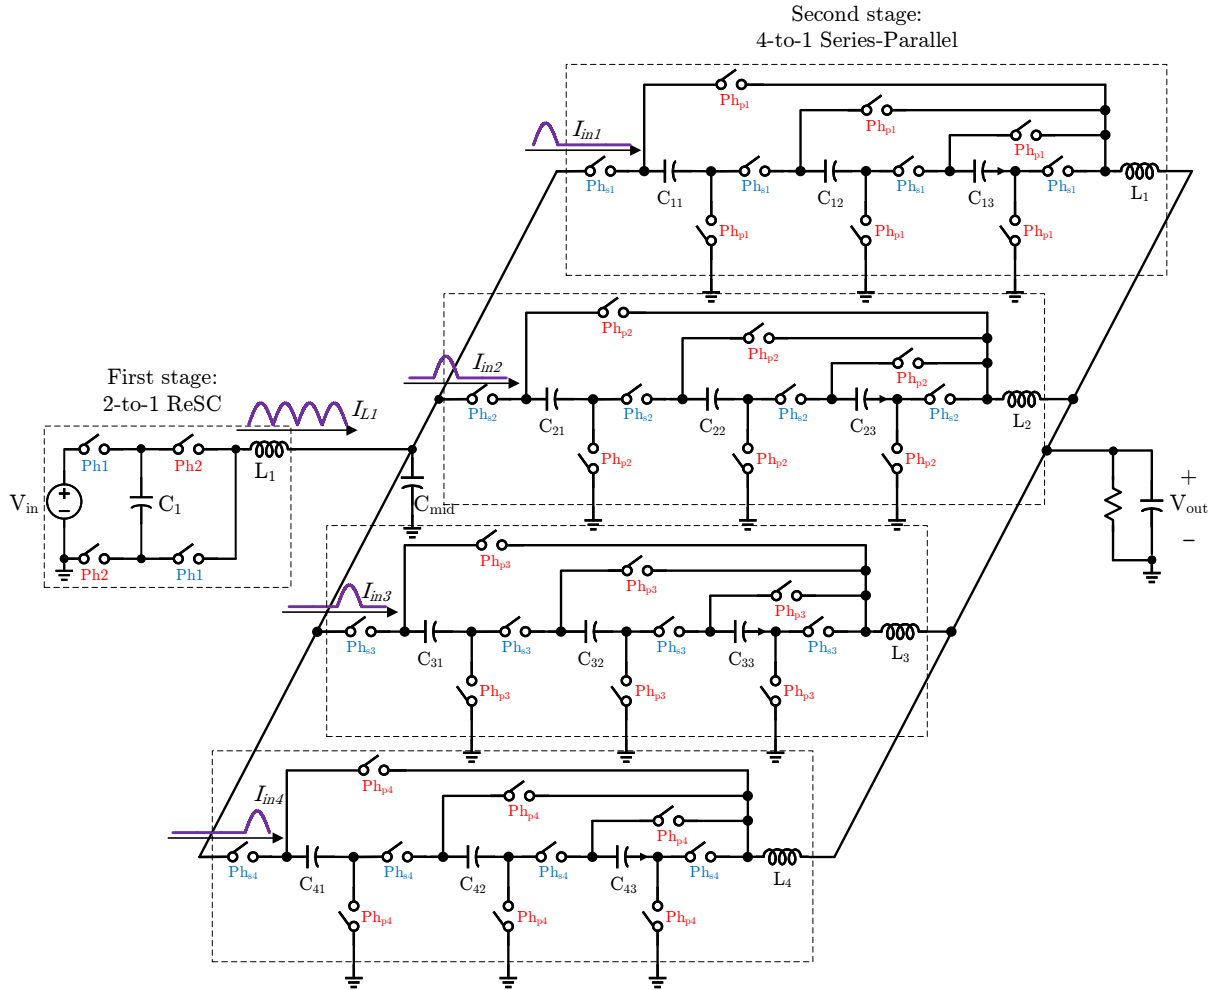 Second stage:
4-to-1 Series-Parallel
Ph_p1
Ph_p1
Ph_p1
I_in1
Ph_s1
C_11
Ph_s1
C_12
Ph_s1
C_13
Ph_s1
L_1
Ph_p1
Ph_p1
Ph_p1
Ph_p2
Ph_p2
Ph_p2
I_in2
Ph_s2
C_21
Ph_s2
C_22
Ph_s2
C_23
Ph_s2
L_2
Ph_p2
Ph_p2
Ph_p2
First stage:
2-to-1 ReSC
I_L1
Ph1
Ph2
L_1
V_in
+
−
C_1
Ph2
Ph1
C_mid
+
V_out
−
Ph_p3
Ph_p3
Ph_p3
I_in3
Ph_s3
C_31
Ph_s3
C_32
Ph_s3
C_33
Ph_s3
L_3
Ph_p3
Ph_p3
Ph_p3
Ph_p4
Ph_p4
Ph_p4
I_in4
Ph_s4
C_41
Ph_s4
C_42
Ph_s4
C_43
Ph_s4
L_4
Ph_p4
Ph_p4
Ph_p4